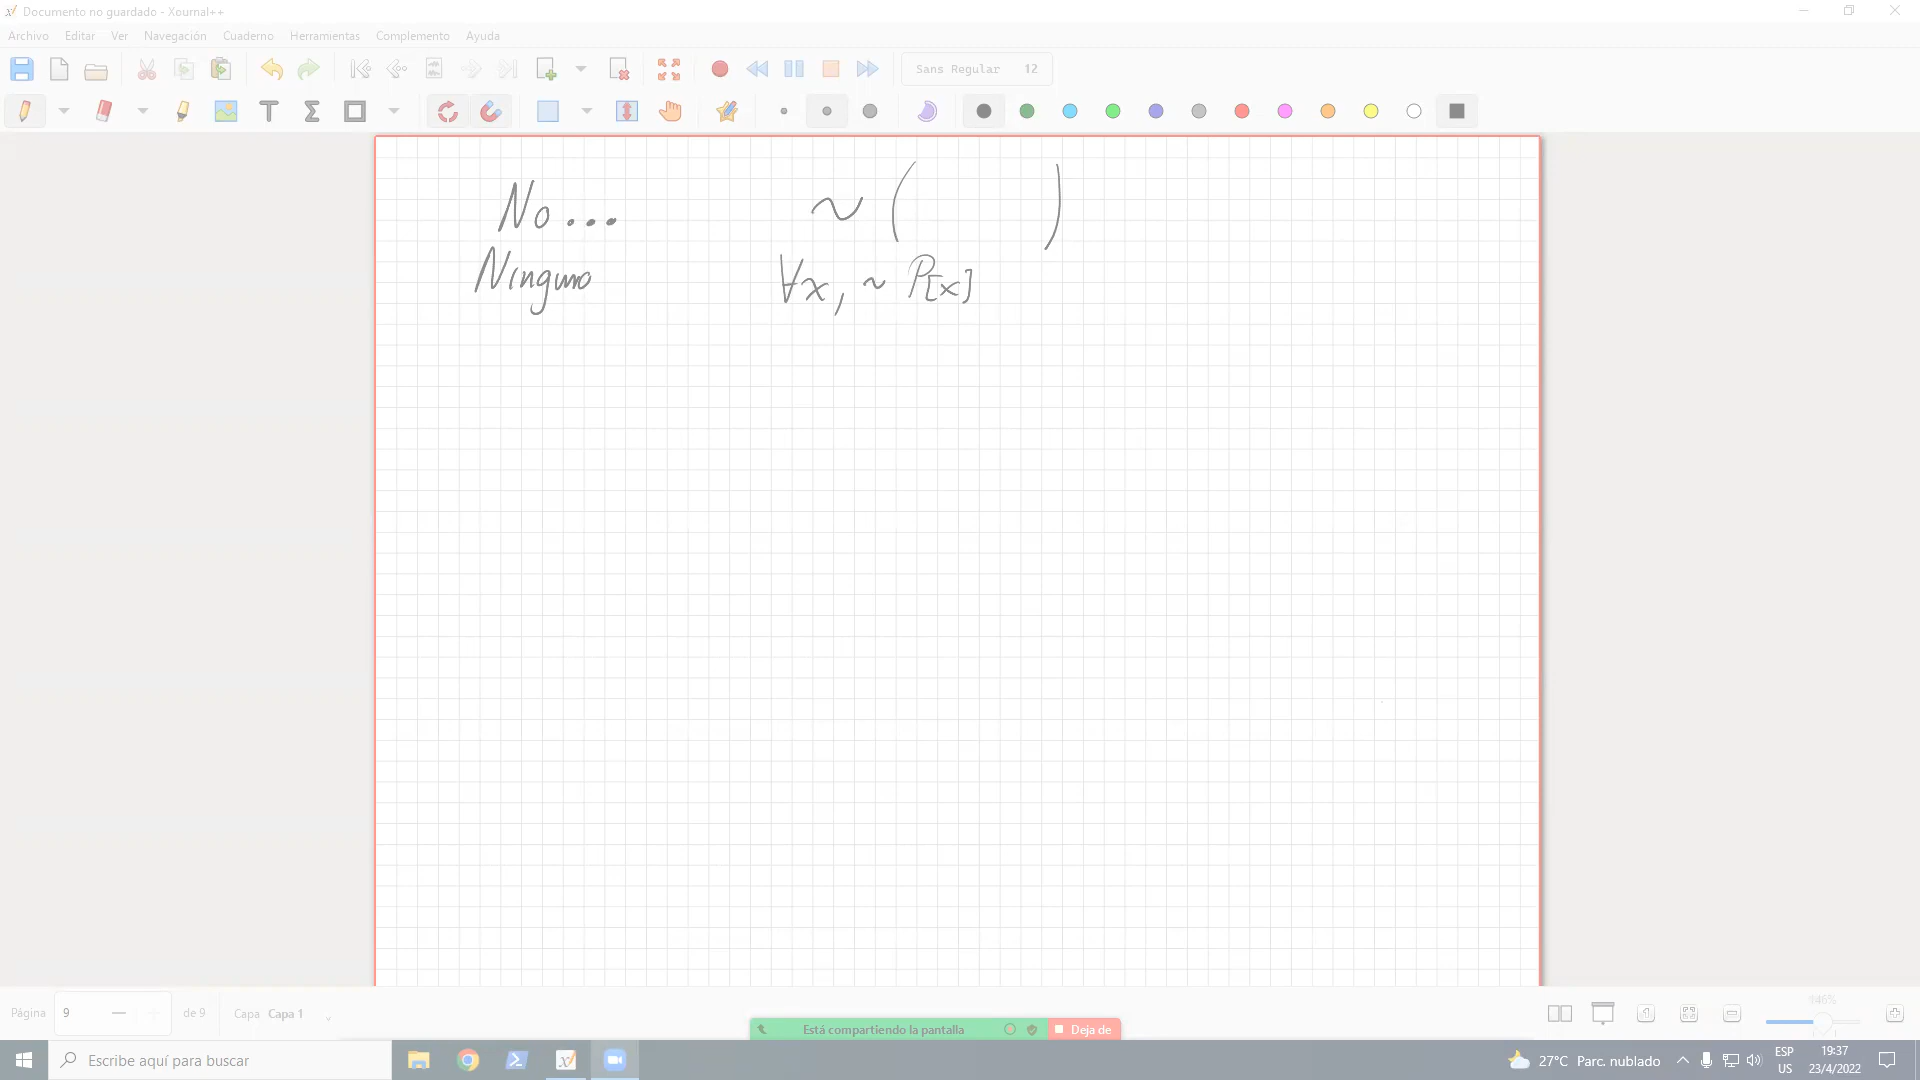 Documento no guardado - Xournal++
Archivo Editar Ver Navegación Cuaderno Herramientas Complemento Ayuda
Sans Regular 12
No... ~ ( )
Ninguno ∀x, ~ P[x]
Página 9 de 9 Capa Capa 1
146%
Está compartiendo la pantalla Deja de
Escribe aquí para buscar
27°C Parc. nublado
ESP
US
19:37
23/4/2022